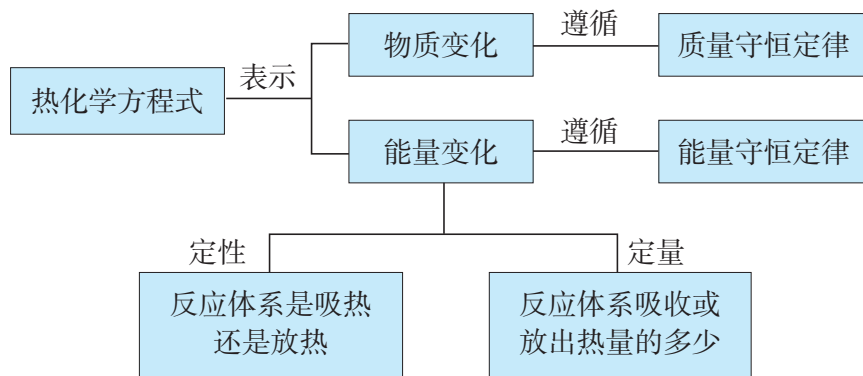 物质变化
遵循
质量守恒定律
热化学方程式
表示
能量变化
遵循
能量守恒定律
定性
定量
反应体系是吸热
还是放热
反应体系吸收或
放出热量的多少